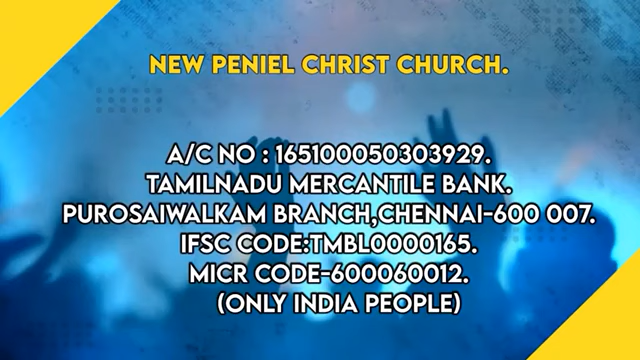 NEW PENIEL CHRIST CHURCH.
A/C NO : 165100050303929.
TAMILNADU MERCANTILE BANK.
PUROSAIWALKAM BRANCH,CHENNAI-600 007.
IFSC CODE:TMBL0000165.
MICR CODE-600060012.
(ONLY INDIA PEOPLE)